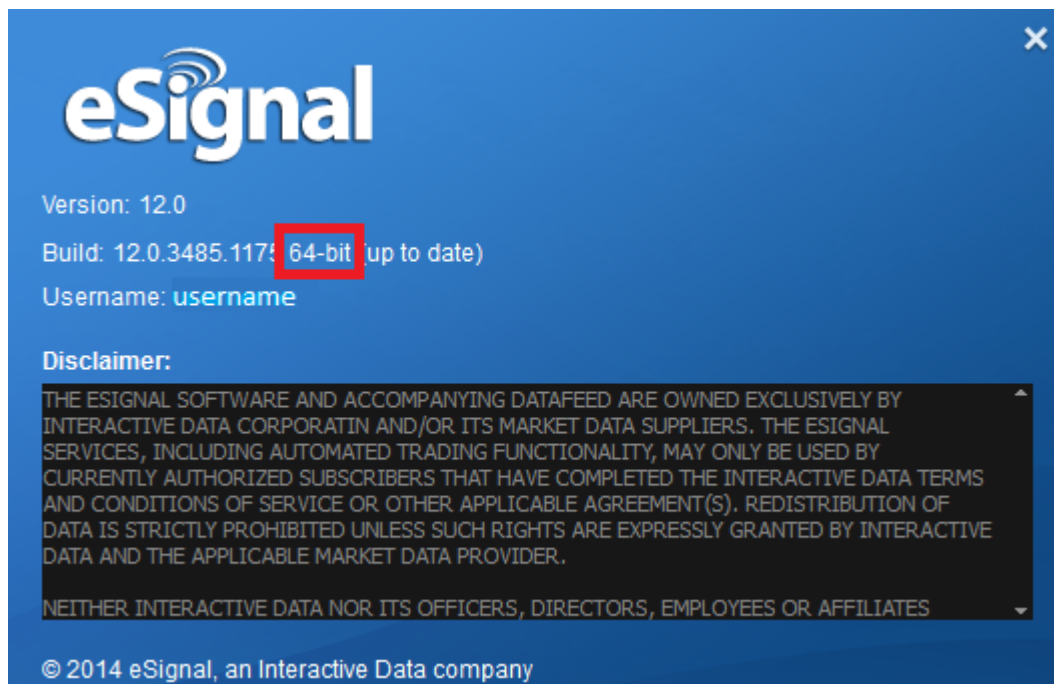 eSignal
Version: 12.0
Build: 12.0.3485.1175 64-bit (up to date)
Username: username
Disclaimer:
THE ESIGNAL SOFTWARE AND ACCOMPANYING DATAFEED ARE OWNED EXCLUSIVELY BY
INTERACTIVE DATA CORPORATIN AND/OR ITS MARKET DATA SUPPLIERS. THE ESIGNAL
SERVICES, INCLUDING AUTOMATED TRADING FUNCTIONALITY, MAY ONLY BE USED BY
CURRENTLY AUTHORIZED SUBSCRIBERS THAT HAVE COMPLETED THE INTERACTIVE DATA TERMS
AND CONDITIONS OF SERVICE OR OTHER APPLICABLE AGREEMENT(S). REDISTRIBUTION OF
DATA IS STRICTLY PROHIBITED UNLESS SUCH RIGHTS ARE EXPRESSLY GRANTED BY INTERACTIVE
DATA AND THE APPLICABLE MARKET DATA PROVIDER.
NEITHER INTERACTIVE DATA NOR ITS OFFICERS, DIRECTORS, EMPLOYEES OR AFFILIATES
© 2014 eSignal, an Interactive Data company